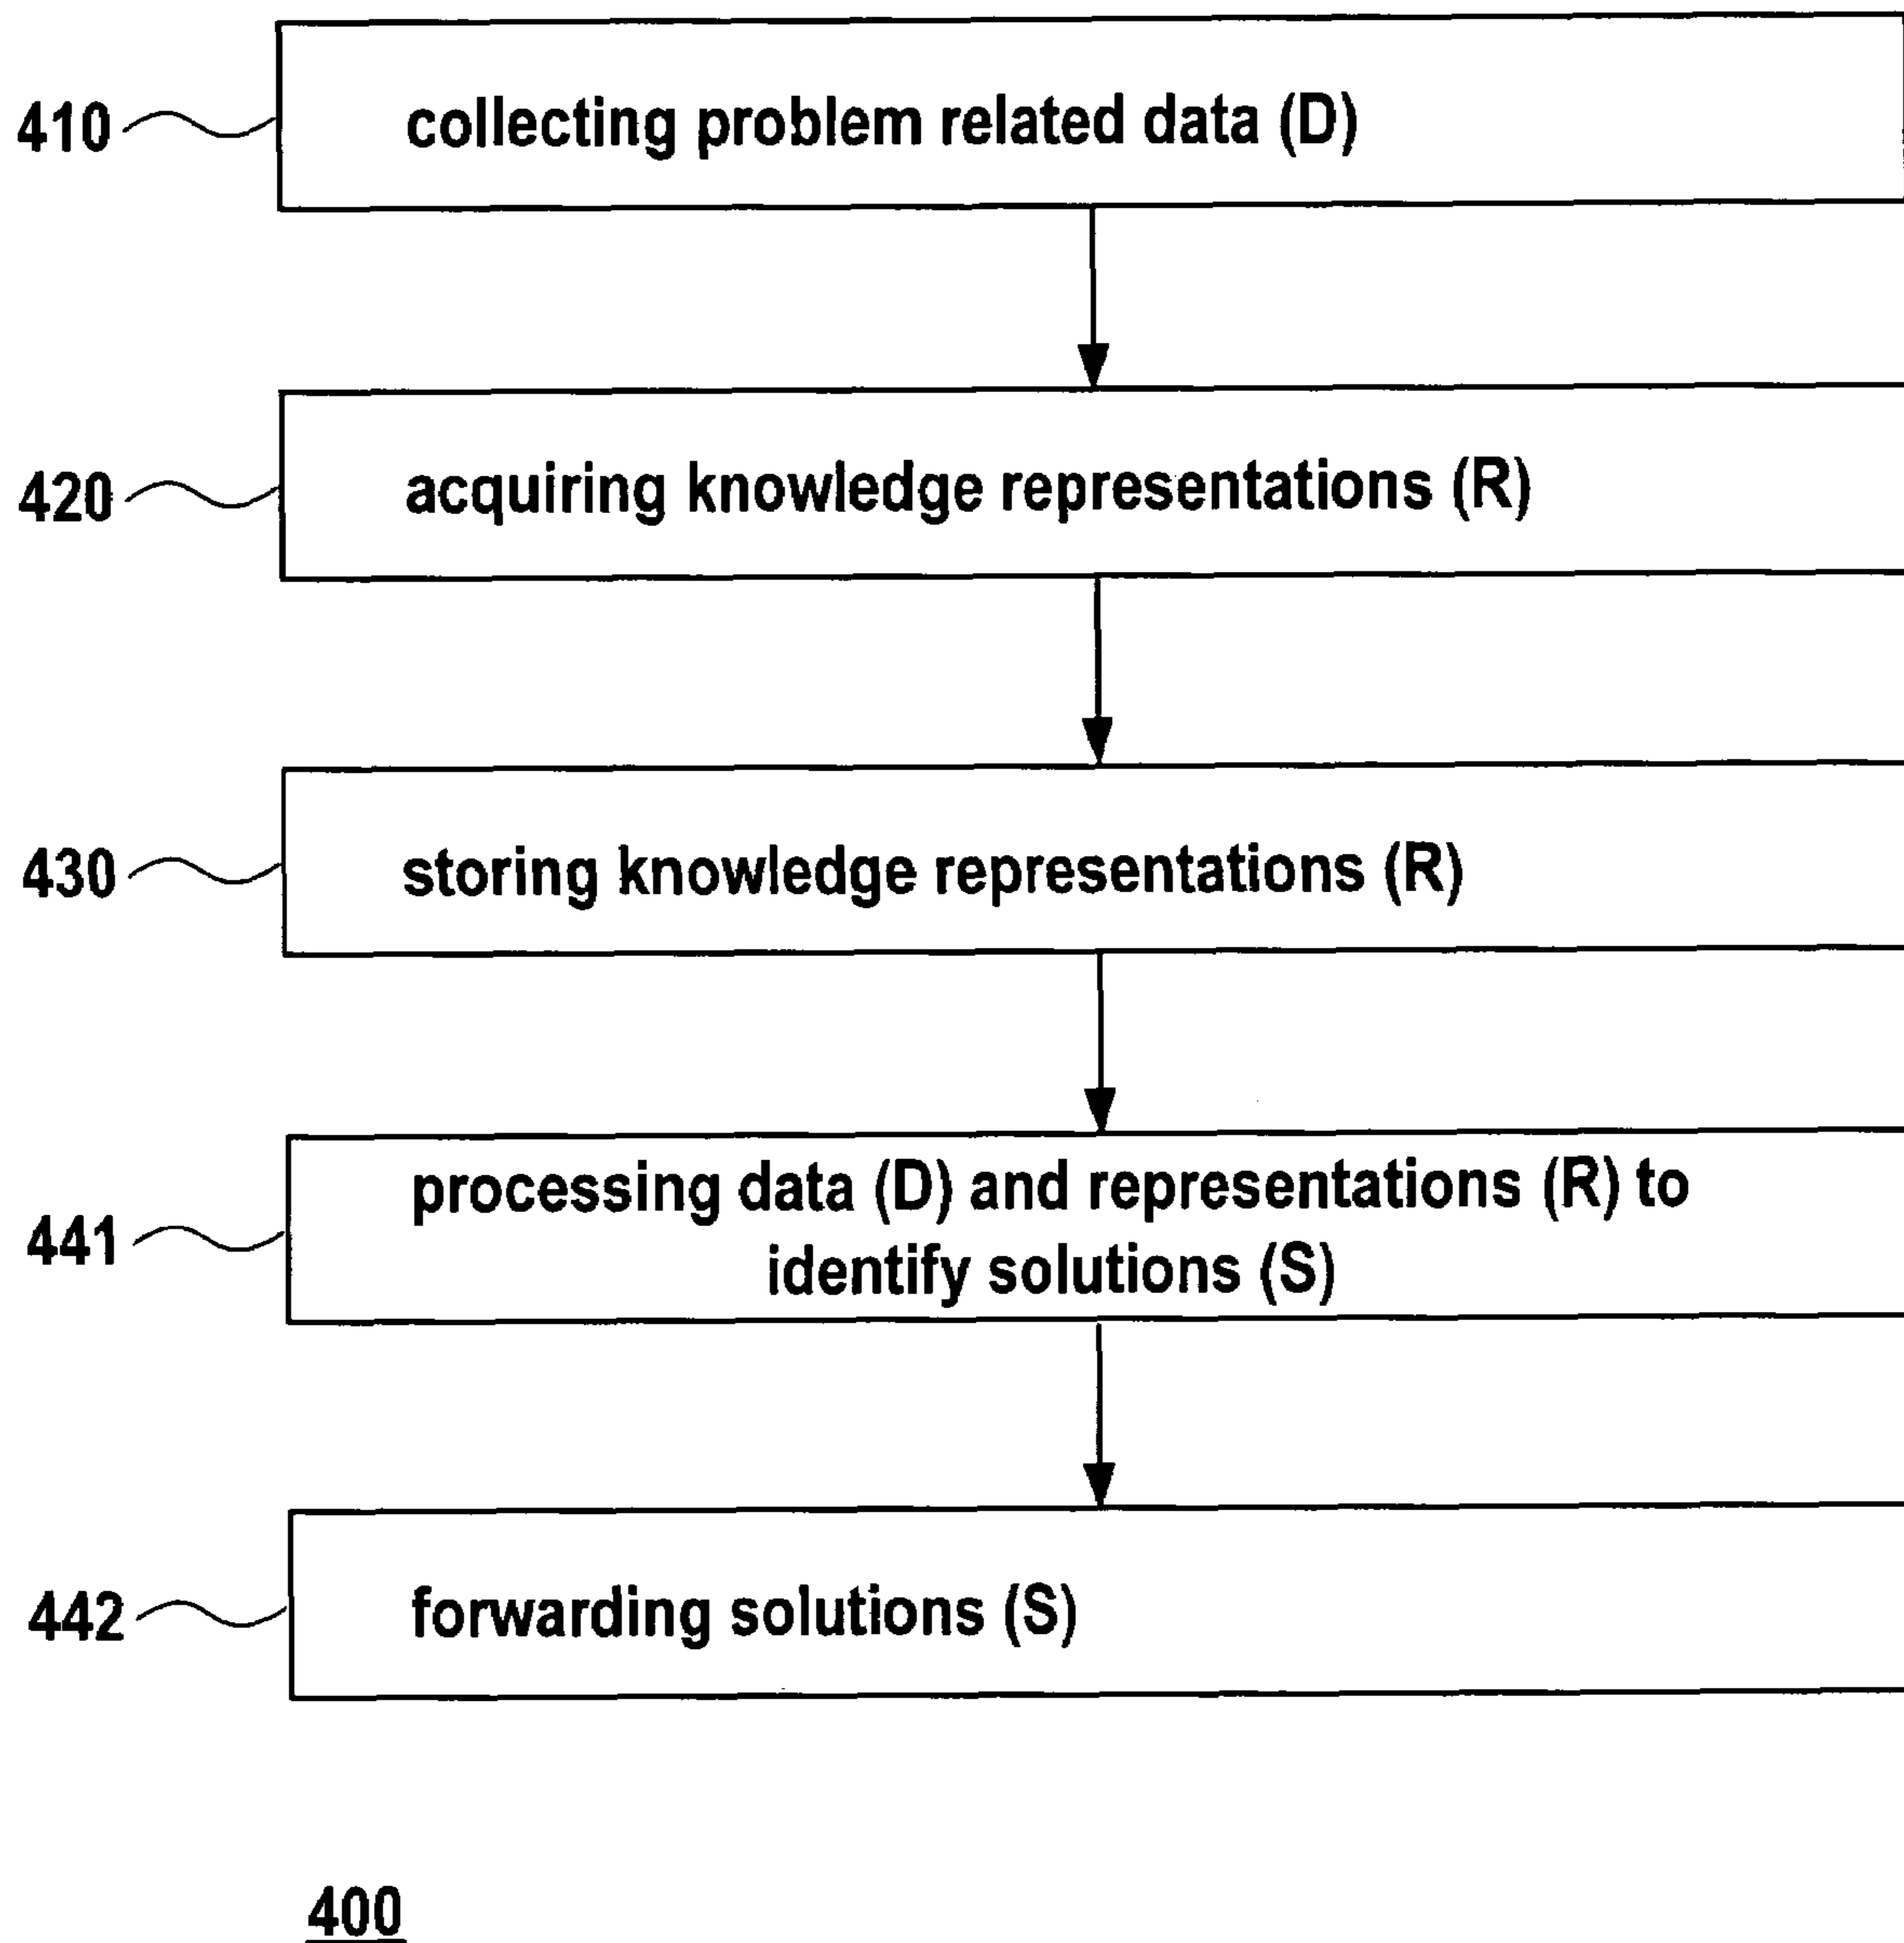 410 collecting problem related data (D)
420 acquiring knowledge representations (R)
430 storing knowledge representations (R)
441 processing data (D) and representations (R) to
identify solutions (S)
442 forwarding solutions (S)
400